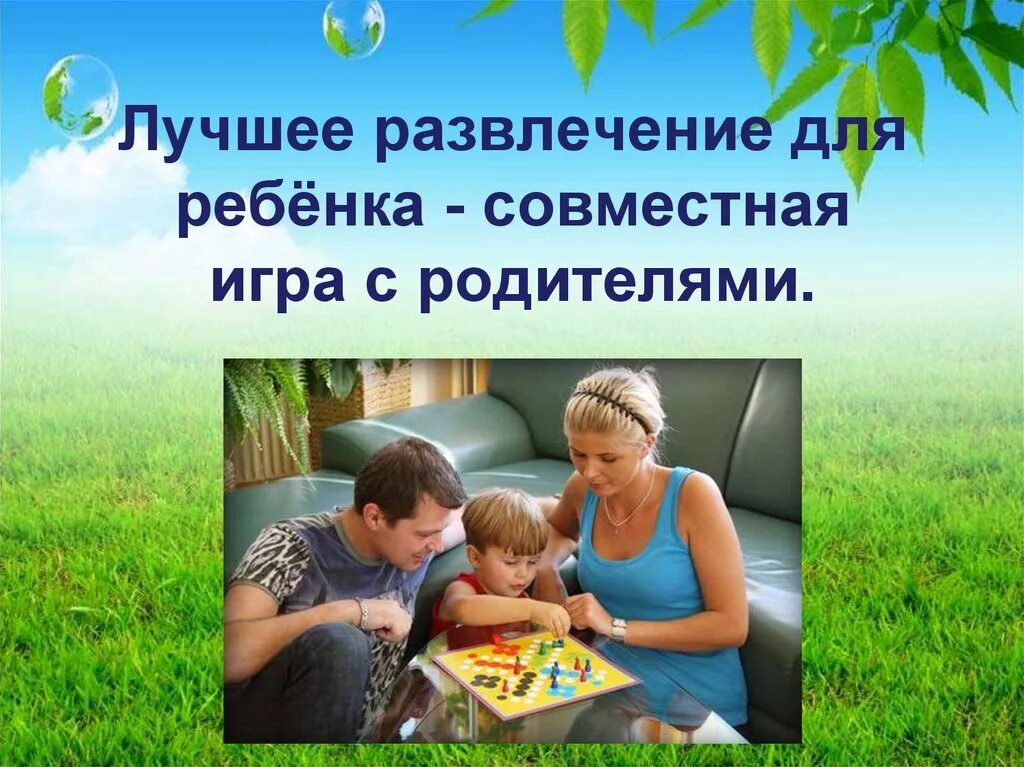 Лучшее развлечение для
ребёнка - совместная
игра с родителями.